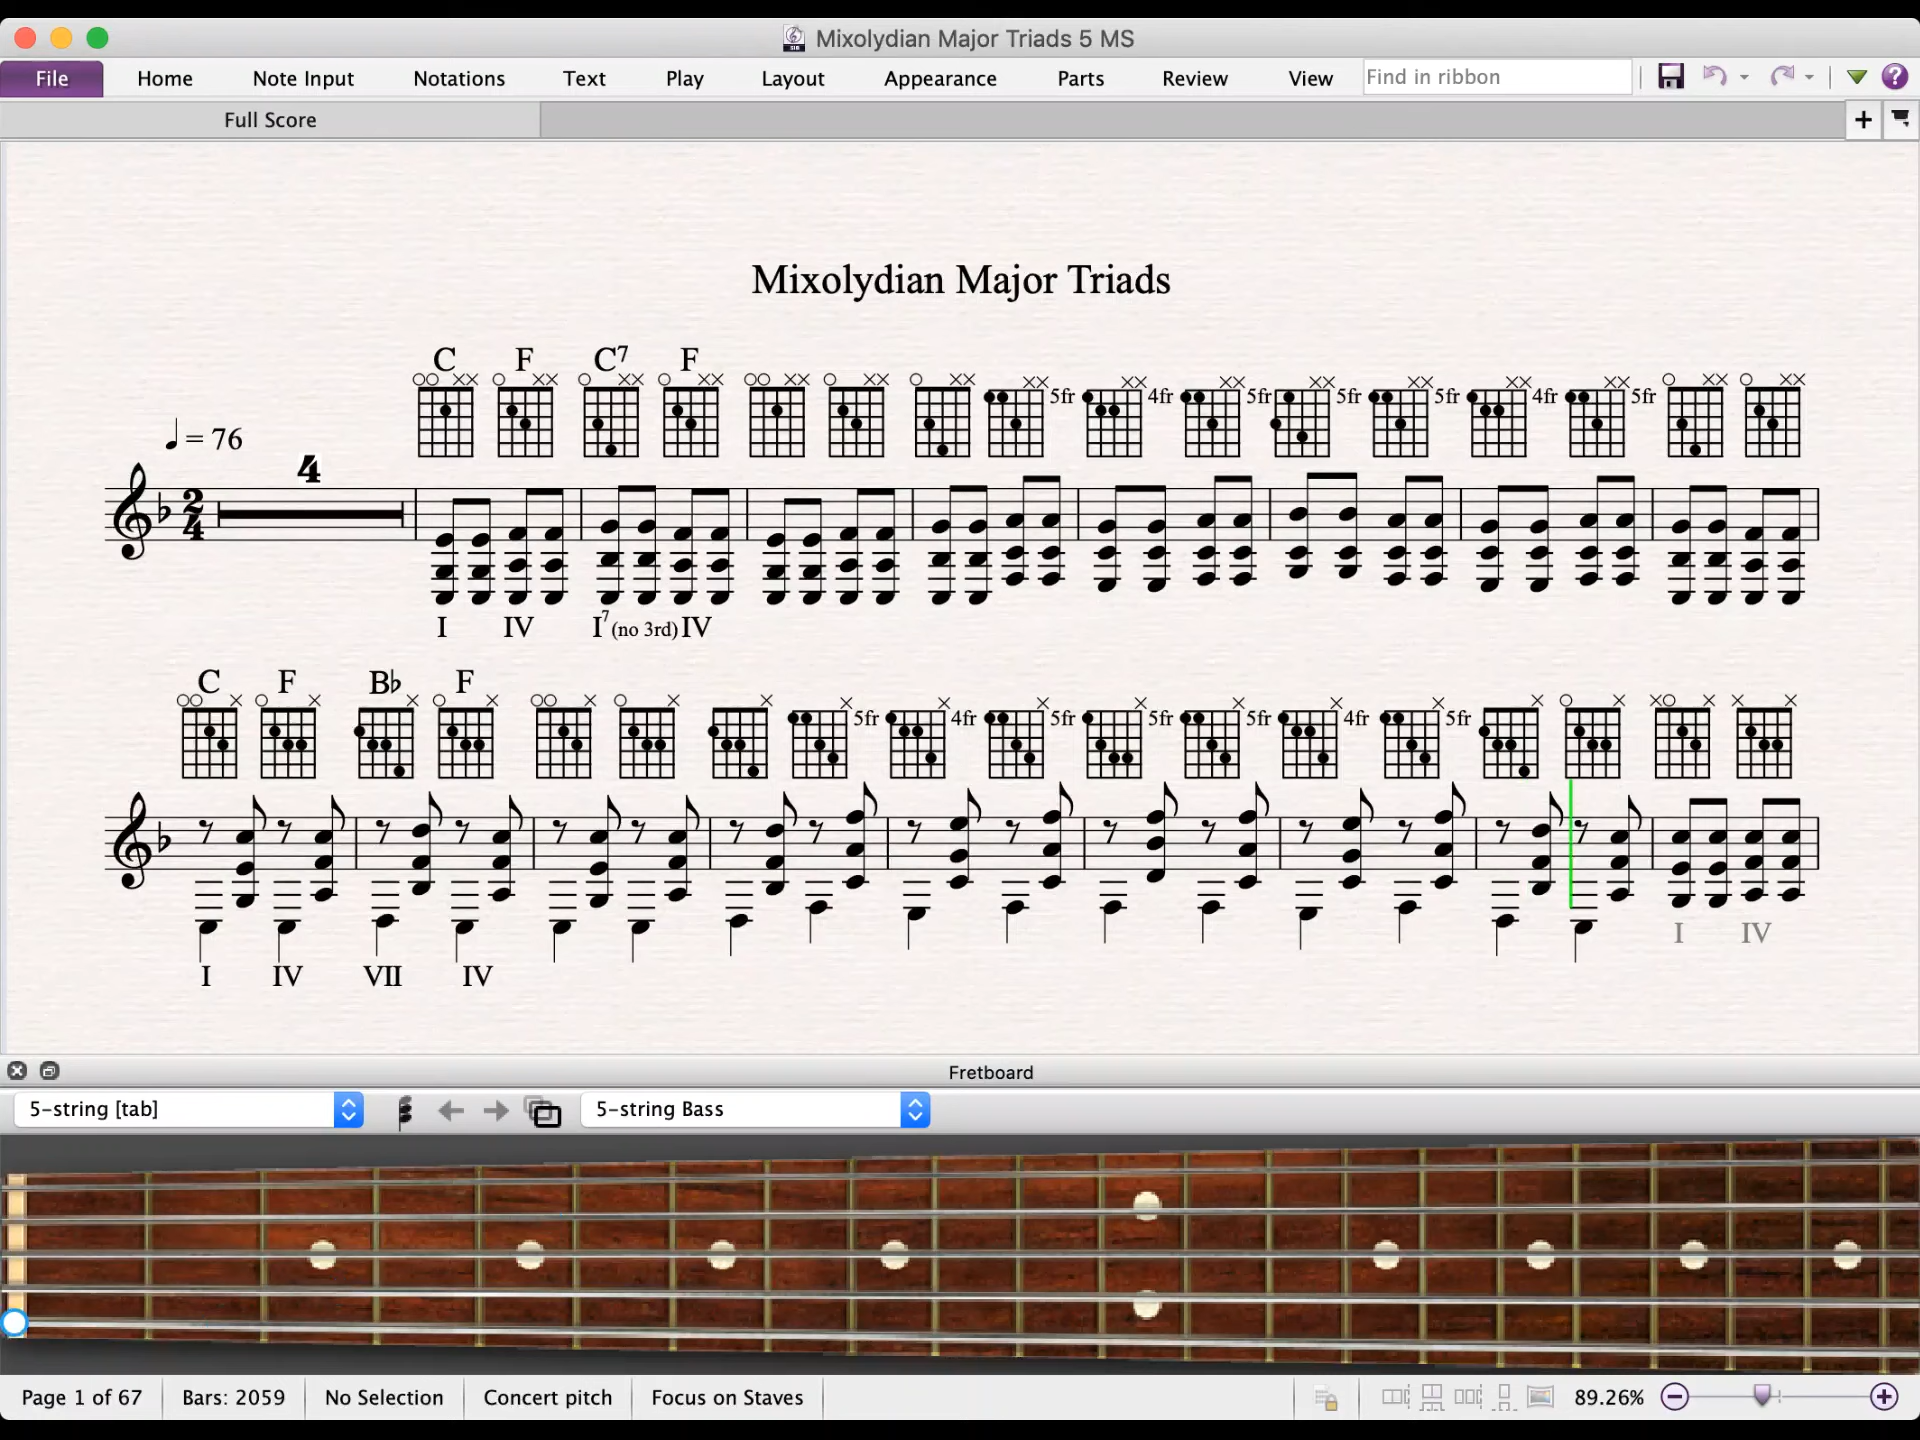 Mixolydian Major Triads 5 MS
File Home Note Input Notations Text Play Layout Appearance Parts Review View Find in ribbon
Full Score
Mixolydian Major Triads
C F C7 F
5fr 4fr 5fr 5fr 5fr 4fr 5fr
♩ = 76
4
2
4
I IV I7(no 3rd) IV
C F B♭ F
5fr 4fr 5fr 5fr 5fr 4fr 5fr
I IV
I IV VII IV
Fretboard
5-string [tab] 5-string Bass
Page 1 of 67 Bars: 2059 No Selection Concert pitch Focus on Staves 89.26%